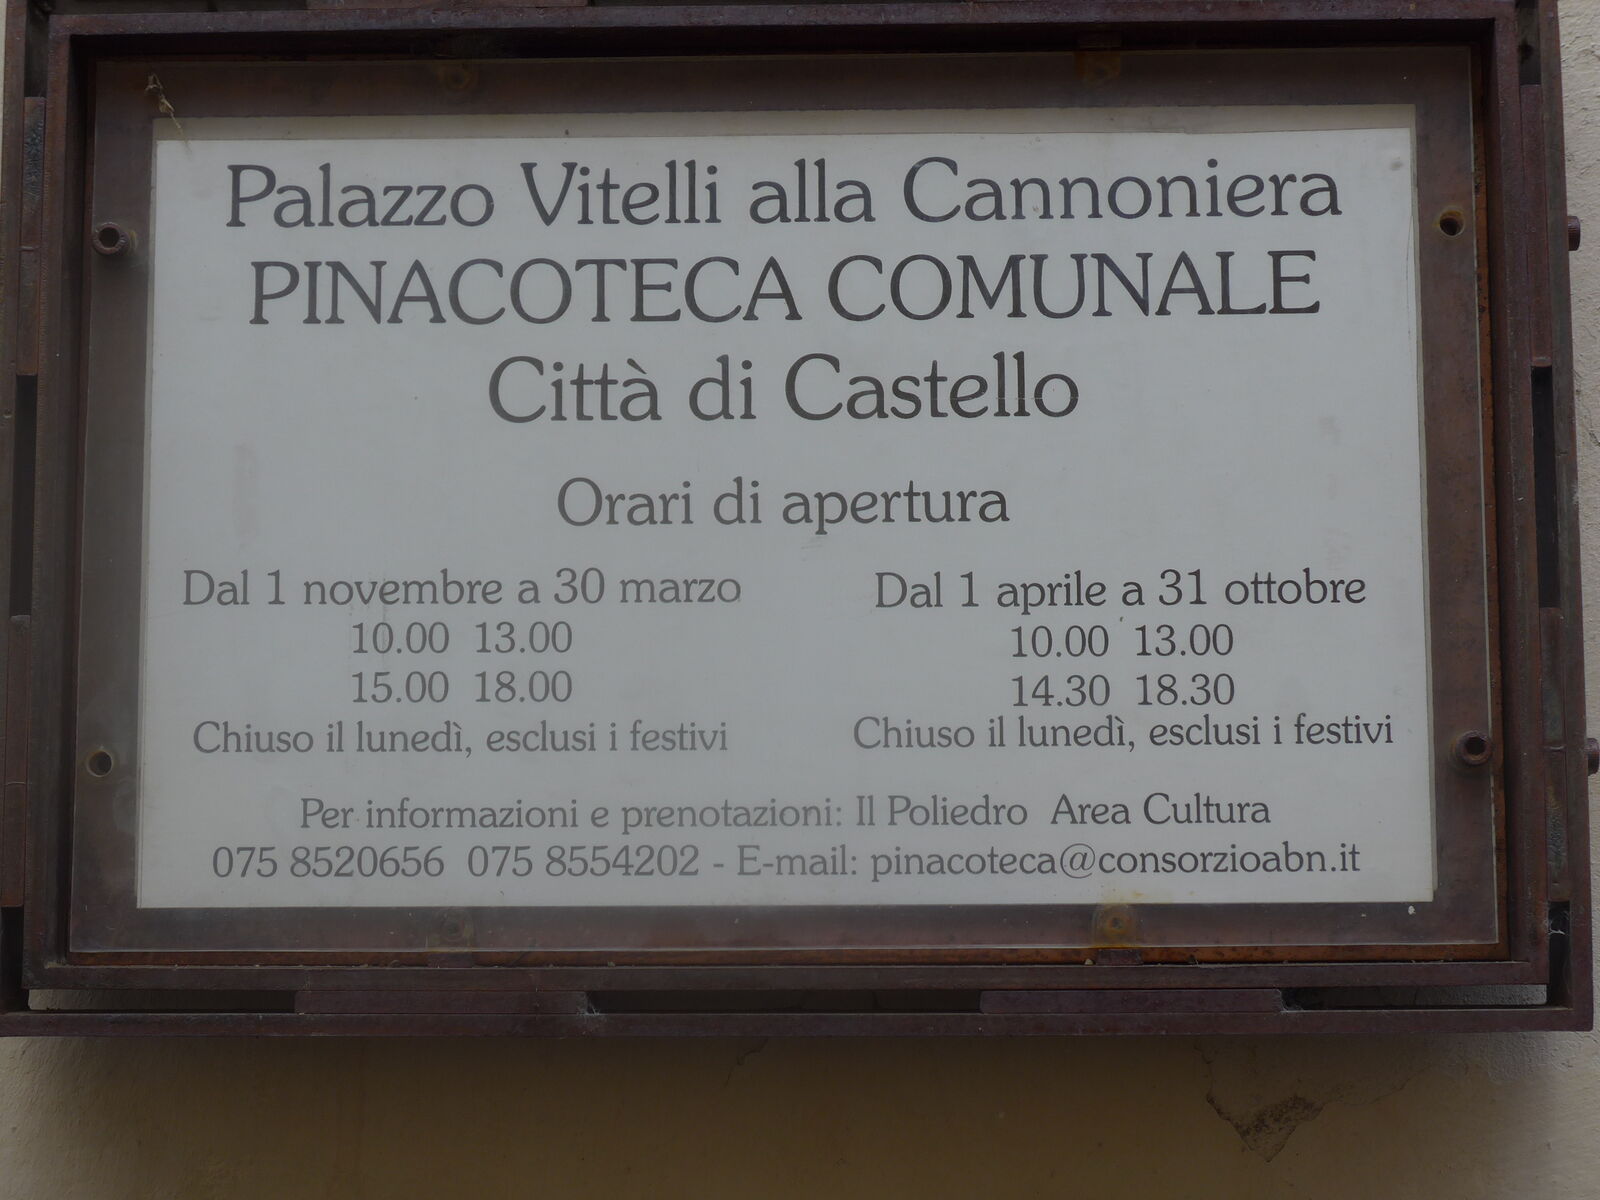 Palazzo Vitelli alla Cannoniera
PINACOTECA COMUNALE
Città di Castello
Orari di apertura
Dal 1 novembre a 30 marzo
10.00 13.00
15.00 18.00
Chiuso il lunedì, esclusi i festivi
Dal 1 aprile a 31 ottobre
10.00 13.00
14.30 18.30
Chiuso il lunedì, esclusi i festivi
Per informazioni e prenotazioni: Il Poliedro Area Cultura
075 8520656 075 8554202 - E-mail: pinacoteca@consorzioabn.it